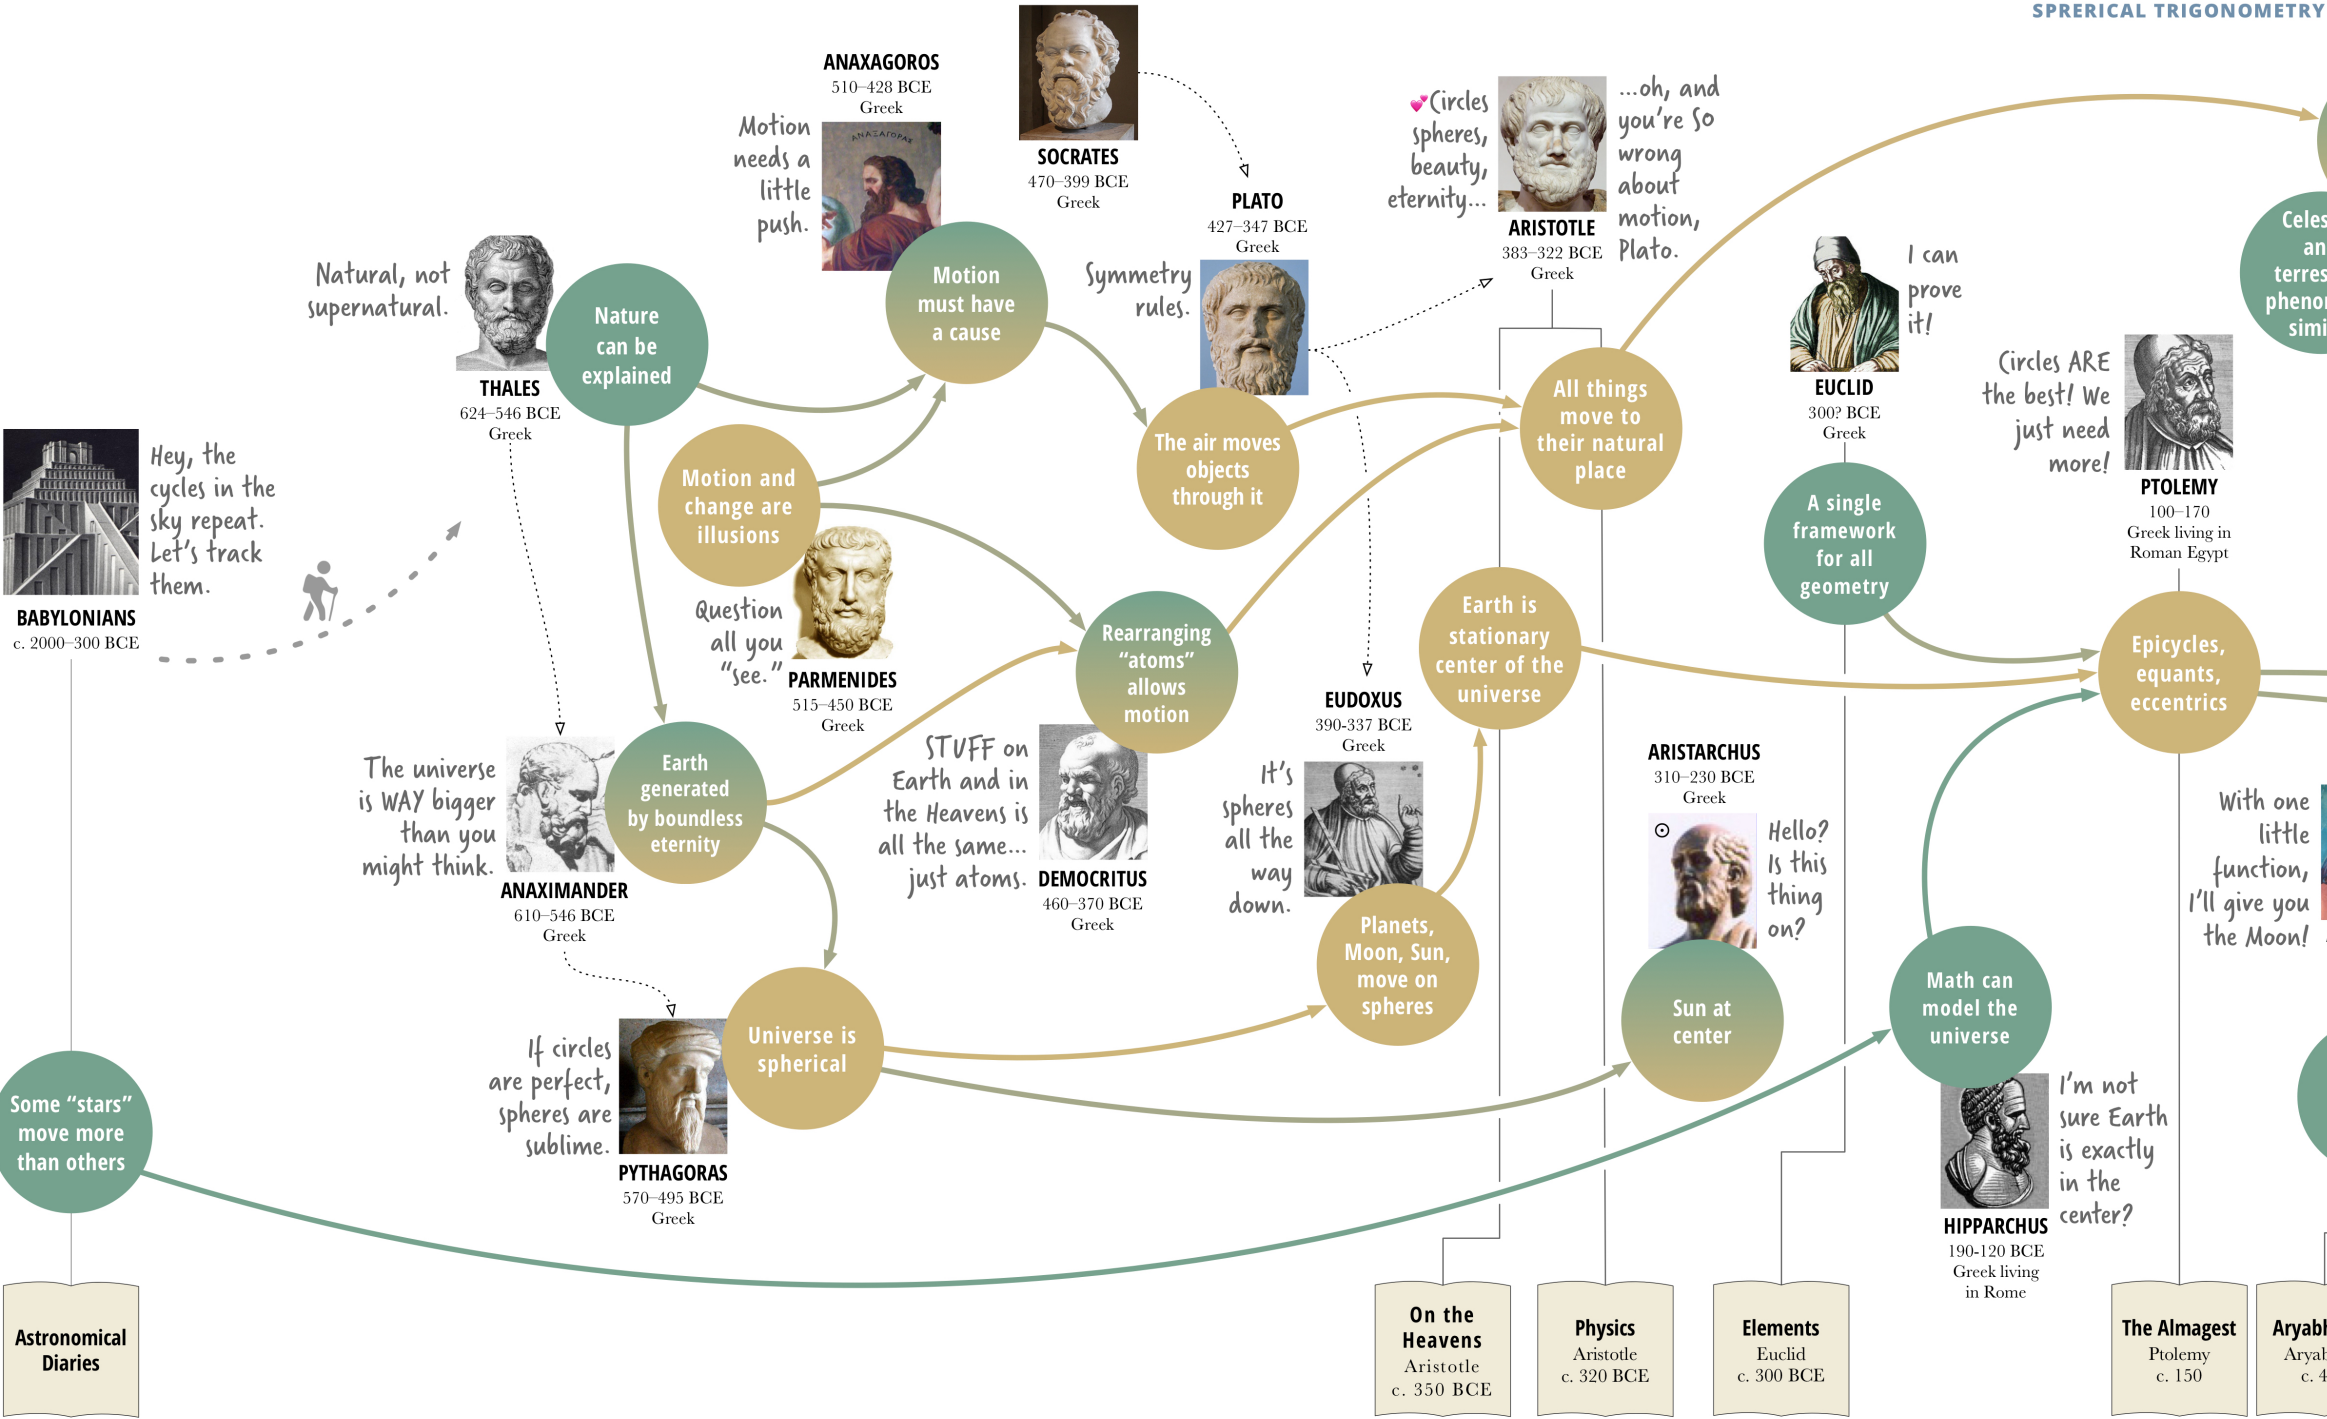 SPRERICAL TRIGONOMETRY
ANAXAGOROS
510–428 BCE
Greek
Motion
needs a
little
push.
ΑΝΑΞΑΓΟΡΑΣ
SOCRATES
470–399 BCE
Greek
PLATO
427–347 BCE
Greek
Symmetry
rules.
💕Circles
spheres,
beauty,
eternity...
...oh, and
you're SO
wrong
about
motion,
Plato.
ARISTOTLE
383–322 BCE
Greek
Natural, not
supernatural.
THALES
624–546 BCE
Greek
Nature
can be
explained
Motion
must have
a cause
The air moves
objects
through it
All things
move to
their natural
place
I can
prove
it!
EUCLID
300? BCE
Greek
A single
framework
for all
geometry
Circles ARE
the best! We
just need
more!
PTOLEMY
100–170
Greek living in
Roman Egypt
Epicycles,
equants,
eccentrics
Celes
an
terres
phenor
simi
Hey, the
cycles in the
sky repeat.
Let's track
them.
BABYLONIANS
c. 2000–300 BCE
Motion and
change are
illusions
Question
all you
"see."
PARMENIDES
515–450 BCE
Greek
Rearranging
“atoms”
allows
motion
STUFF on
Earth and in
the Heavens is
all the same...
just atoms.
DEMOCRITUS
460–370 BCE
Greek
Earth is
stationary
center of the
universe
EUDOXUS
390-337 BCE
Greek
It's
spheres
all the
way
down.
Planets,
Moon, Sun,
move on
spheres
ARISTARCHUS
310–230 BCE
Greek
Hello?
Is this
thing
on?
Sun at
center
The universe
is WAY bigger
than you
might think.
ANAXIMANDER
610–546 BCE
Greek
Earth
generated
by boundless
eternity
If circles
are perfect,
spheres are
sublime.
PYTHAGORAS
570–495 BCE
Greek
Universe is
spherical
With one
little
function,
I'll give you
the Moon!
Math can
model the
universe
I'm not
sure Earth
is exactly
in the
center?
HIPPARCHUS
190-120 BCE
Greek living
in Rome
Some “stars”
move more
than others
Astronomical
Diaries
On the
Heavens
Aristotle
c. 350 BCE
Physics
Aristotle
c. 320 BCE
Elements
Euclid
c. 300 BCE
The Almagest
Ptolemy
c. 150
Aryabh
Aryab
c. 4